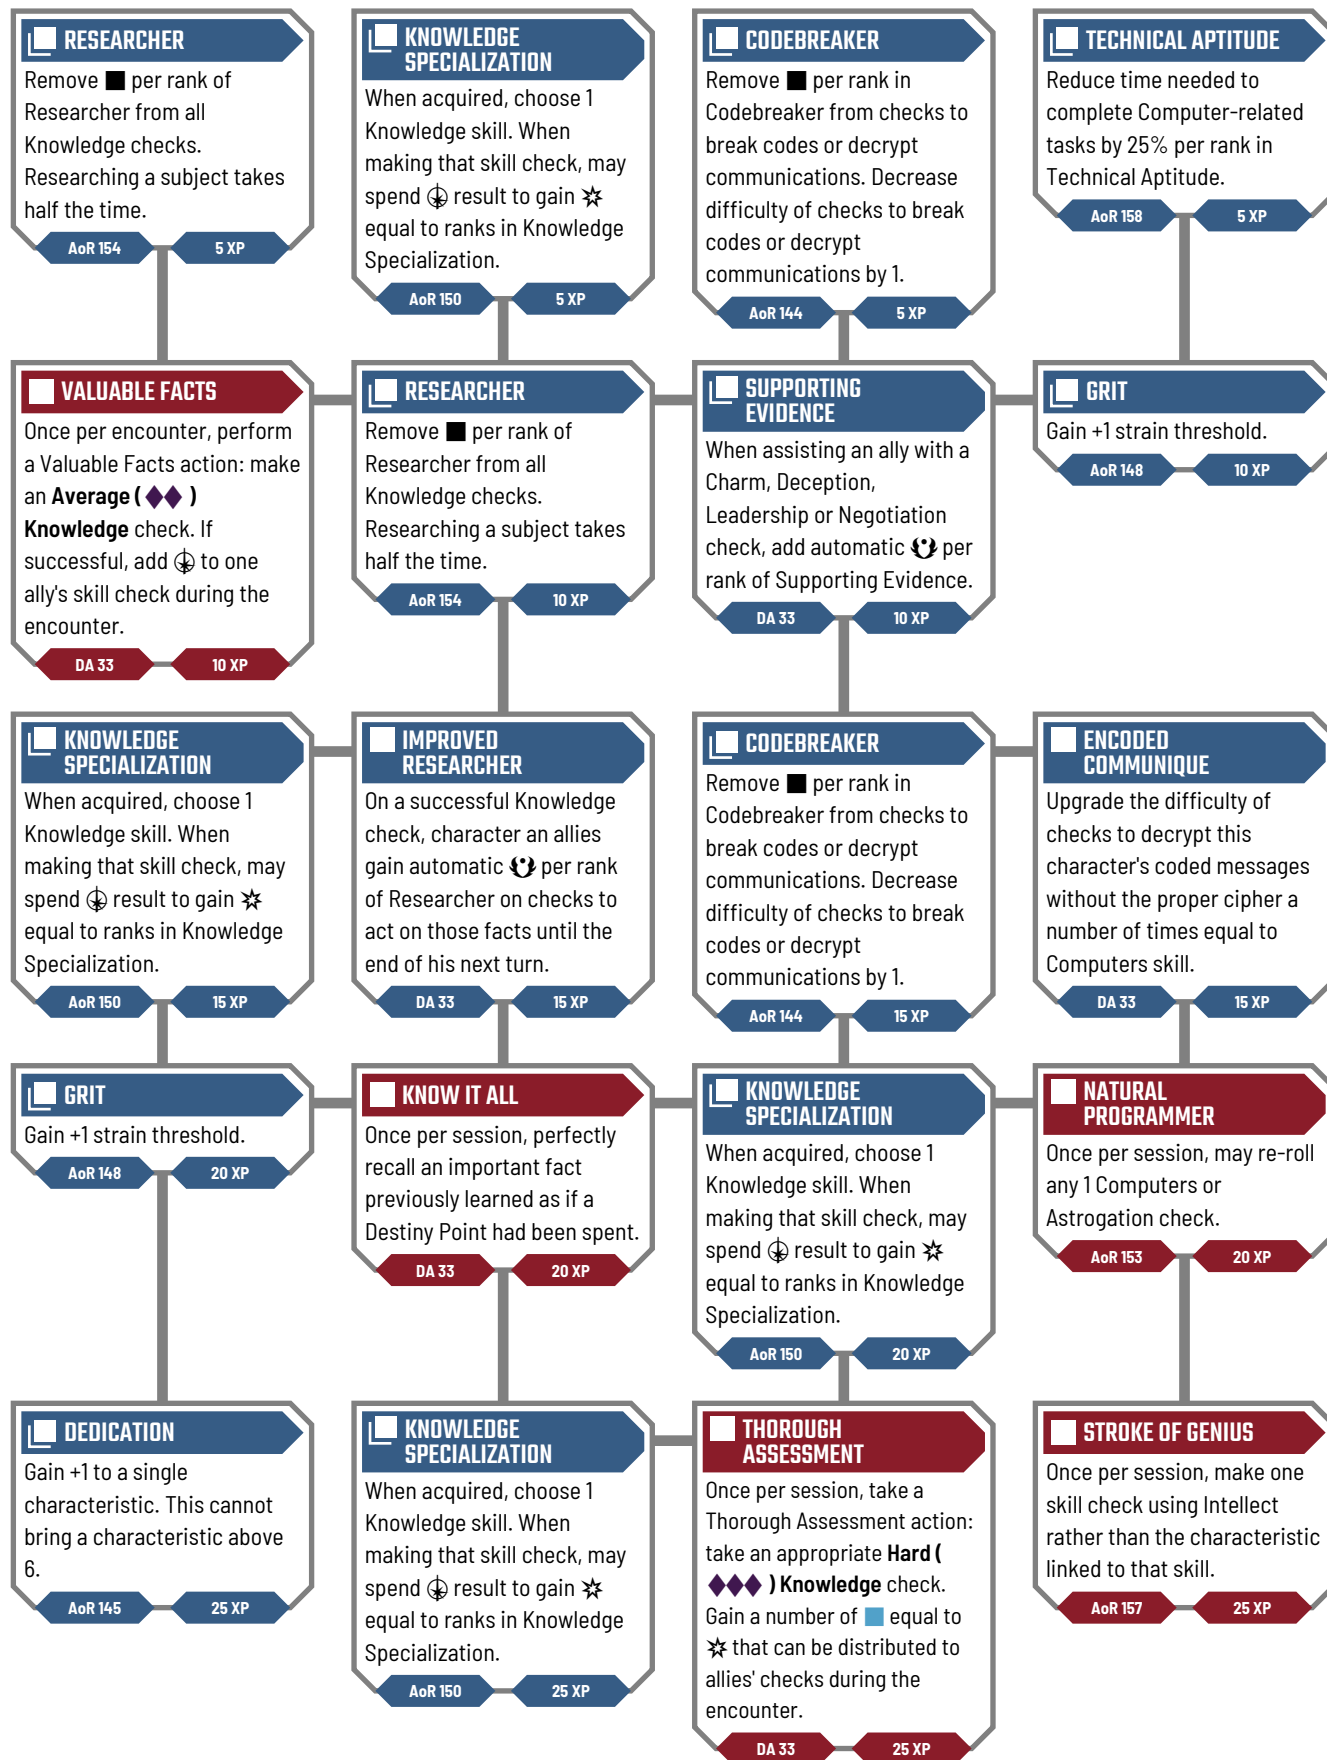 RESEARCHER
Remove ■ per rank of
Researcher from all
Knowledge checks.
Researching a subject takes
half the time.
AoR 154
5 XP
KNOWLEDGE
SPECIALIZATION
When acquired, choose 1
Knowledge skill. When
making that skill check, may
spend result to gain
equal to ranks in Knowledge
Specialization.
AoR 150
5 XP
CODEBREAKER
Remove ■ per rank in
Codebreaker from checks to
break codes or decrypt
communications. Decrease
difficulty of checks to break
codes or decrypt
communications by 1.
AoR 144
5 XP
TECHNICAL APTITUDE
Reduce time needed to
complete Computer-related
tasks by 25% per rank in
Technical Aptitude.
AoR 158
5 XP
VALUABLE FACTS
Once per encounter, perform
a Valuable Facts action: make
an Average (◆◆ )
Knowledge check. If
successful, add to one
ally's skill check during the
encounter.
DA 33
10 XP
RESEARCHER
Remove ■ per rank of
Researcher from all
Knowledge checks.
Researching a subject takes
half the time.
AoR 154
10 XP
SUPPORTING
EVIDENCE
When assisting an ally with a
Charm, Deception,
Leadership or Negotiation
check, add automatic per
rank of Supporting Evidence.
DA 33
10 XP
GRIT
Gain +1 strain threshold.
AoR 148
10 XP
KNOWLEDGE
SPECIALIZATION
When acquired, choose 1
Knowledge skill. When
making that skill check, may
spend result to gain
equal to ranks in Knowledge
Specialization.
AoR 150
15 XP
IMPROVED
RESEARCHER
On a successful Knowledge
check, character an allies
gain automatic per rank
of Researcher on checks to
act on those facts until the
end of his next turn.
DA 33
15 XP
CODEBREAKER
Remove ■ per rank in
Codebreaker from checks to
break codes or decrypt
communications. Decrease
difficulty of checks to break
codes or decrypt
communications by 1.
AoR 144
15 XP
ENCODED
COMMUNIQUE
Upgrade the difficulty of
checks to decrypt this
character's coded messages
without the proper cipher a
number of times equal to
Computers skill.
DA 33
15 XP
GRIT
Gain +1 strain threshold.
AoR 148
20 XP
KNOW IT ALL
Once per session, perfectly
recall an important fact
previously learned as if a
Destiny Point had been spent.
DA 33
20 XP
KNOWLEDGE
SPECIALIZATION
When acquired, choose 1
Knowledge skill. When
making that skill check, may
spend result to gain
equal to ranks in Knowledge
Specialization.
AoR 150
20 XP
NATURAL
PROGRAMMER
Once per session, may re-roll
any 1 Computers or
Astrogation check.
AoR 153
20 XP
DEDICATION
Gain +1 to a single
characteristic. This cannot
bring a characteristic above
6.
AoR 145
25 XP
KNOWLEDGE
SPECIALIZATION
When acquired, choose 1
Knowledge skill. When
making that skill check, may
spend result to gain
equal to ranks in Knowledge
Specialization.
AoR 150
25 XP
THOROUGH
ASSESSMENT
Once per session, take a
Thorough Assessment action:
take an appropriate Hard (
◆◆◆ ) Knowledge check.
Gain a number of ■ equal to
that can be distributed to
allies' checks during the
encounter.
DA 33
25 XP
STROKE OF GENIUS
Once per session, make one
skill check using Intellect
rather than the characteristic
linked to that skill.
AoR 157
25 XP